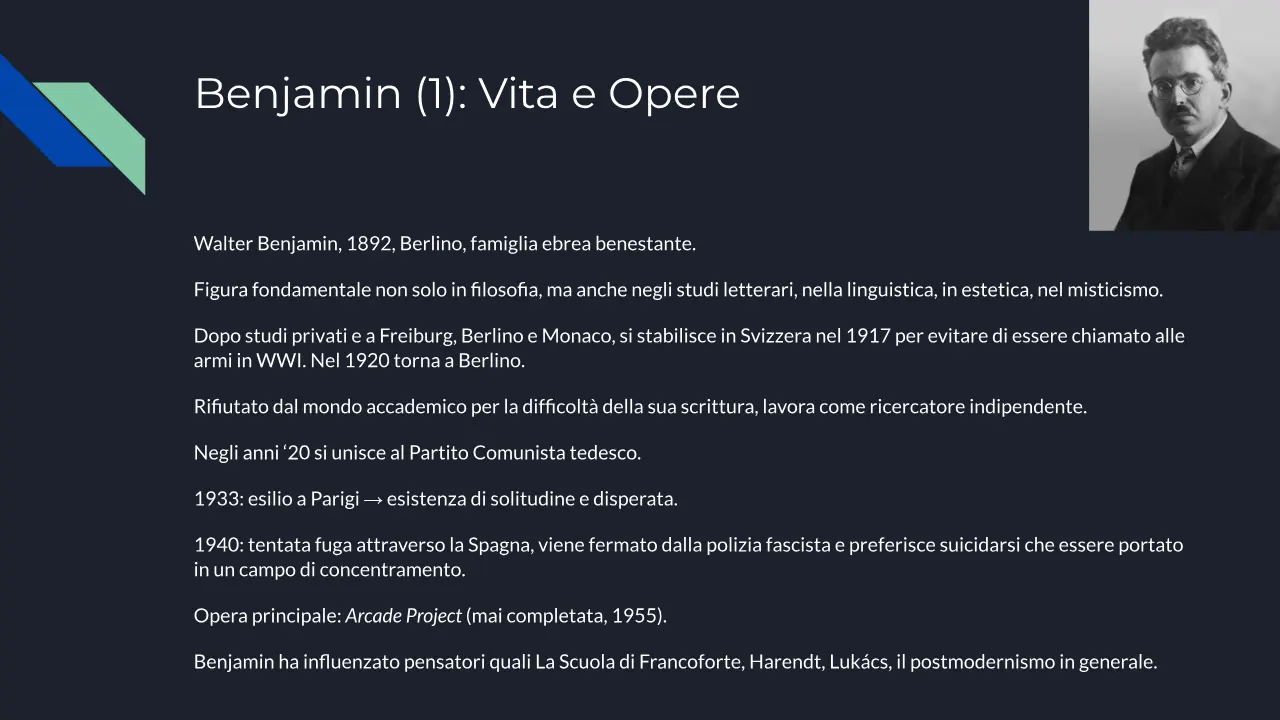 Benjamin (1): Vita e Opere
Walter Benjamin, 1892, Berlino, famiglia ebrea benestante.
Figura fondamentale non solo in filosofia, ma anche negli studi letterari, nella linguistica, in estetica, nel misticismo.
Dopo studi privati e a Freiburg, Berlino e Monaco, si stabilisce in Svizzera nel 1917 per evitare di essere chiamato alle
armi in WWI. Nel 1920 torna a Berlino.
Rifiutato dal mondo accademico per la difficoltà della sua scrittura, lavora come ricercatore indipendente.
Negli anni ‘20 si unisce al Partito Comunista tedesco.
1933: esilio a Parigi → esistenza di solitudine e disperata.
1940: tentata fuga attraverso la Spagna, viene fermato dalla polizia fascista e preferisce suicidarsi che essere portato
in un campo di concentramento.
Opera principale: Arcade Project (mai completata, 1955).
Benjamin ha influenzato pensatori quali La Scuola di Francoforte, Harendt, Lukács, il postmodernismo in generale.